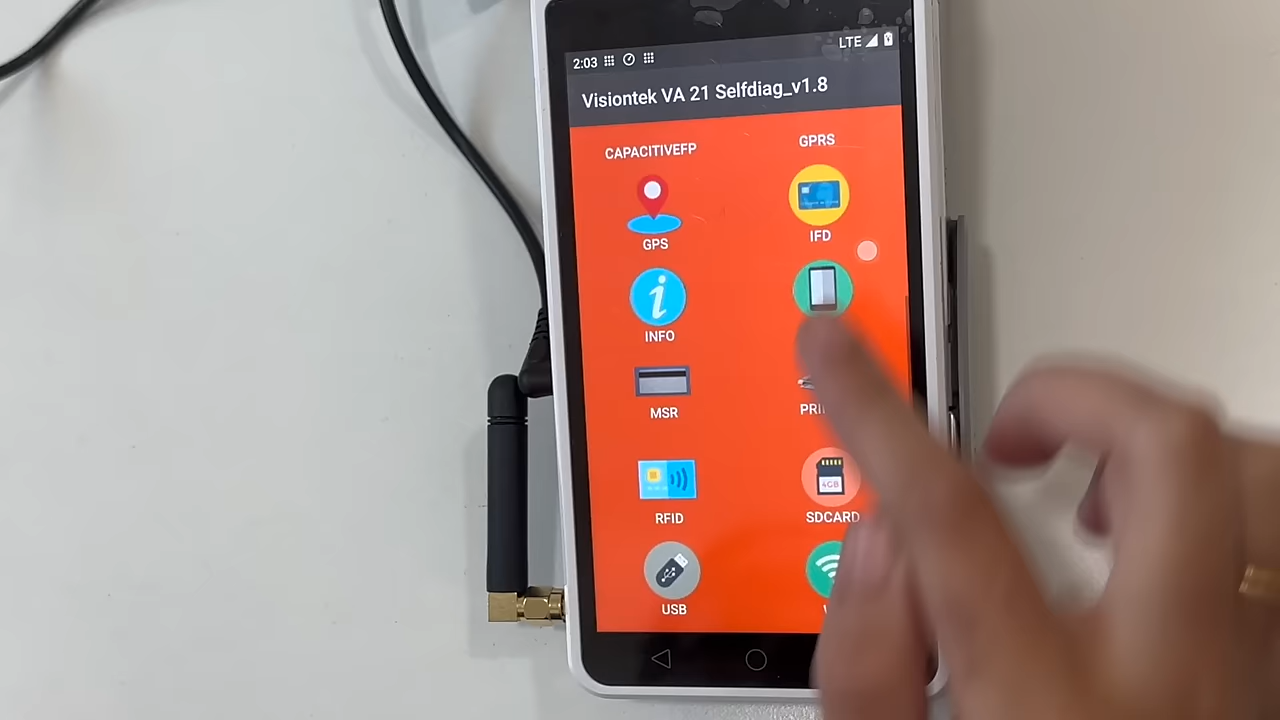 2:03 LTE
Visiontek VA 21 Selfdiag_v1.8
CAPACITIVEFP GPRS
GPS IFD
INFO
MSR
RFID SDCARD
4GB
USB